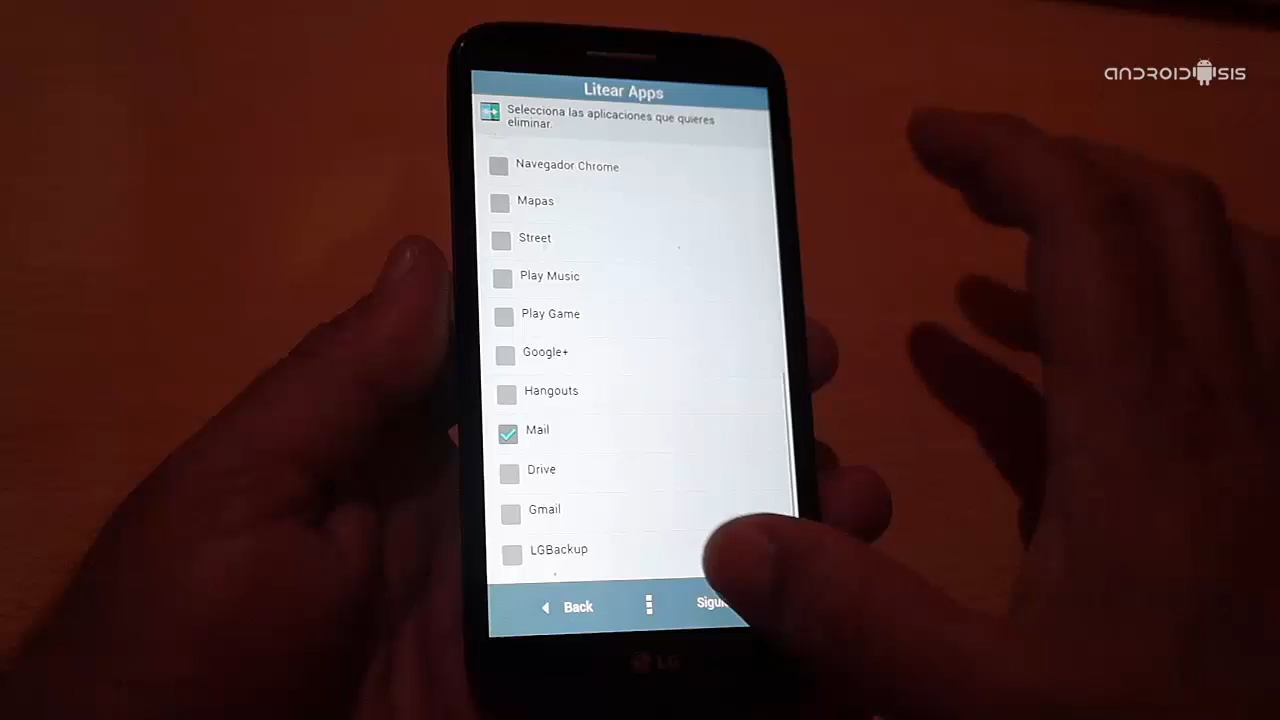 ANDROIDSIS
Litear Apps
Selecciona las aplicaciones que quieres
eliminar.
Navegador Chrome
Mapas
Street
Play Music
Play Game
Google+
Hangouts
Mail
Drive
Gmail
LGBackup
Back
LG